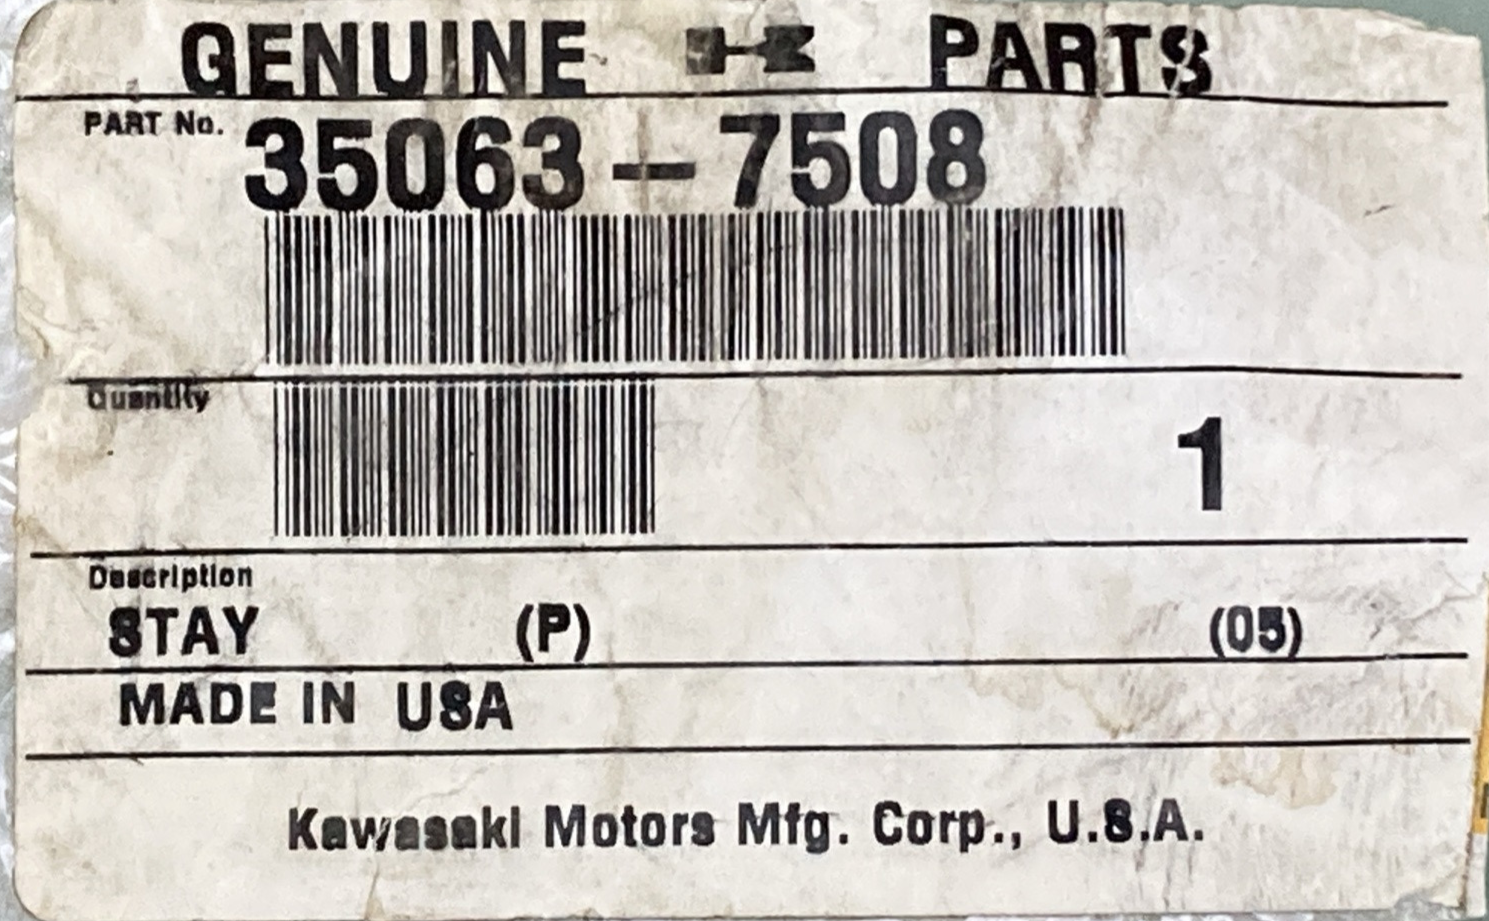 GENUINE PARTS
PART No. 35063-7508
Quantity 1
Description
STAY (P) (05)
MADE IN USA
Kawasaki Motors Mfg. Corp., U.S.A.